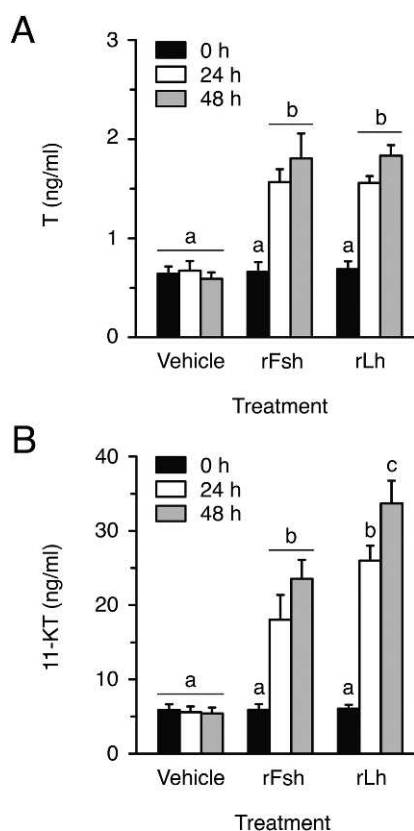 A
0 h
24 h
48 h
T (ng/ml)
3
2
1
0
a
a
b
a
b
Vehicle
rFsh
rLh
Treatment
B
0 h
24 h
48 h
11-KT (ng/ml)
40
30
20
10
0
a
a
b
a
b
c
Vehicle
rFsh
rLh
Treatment